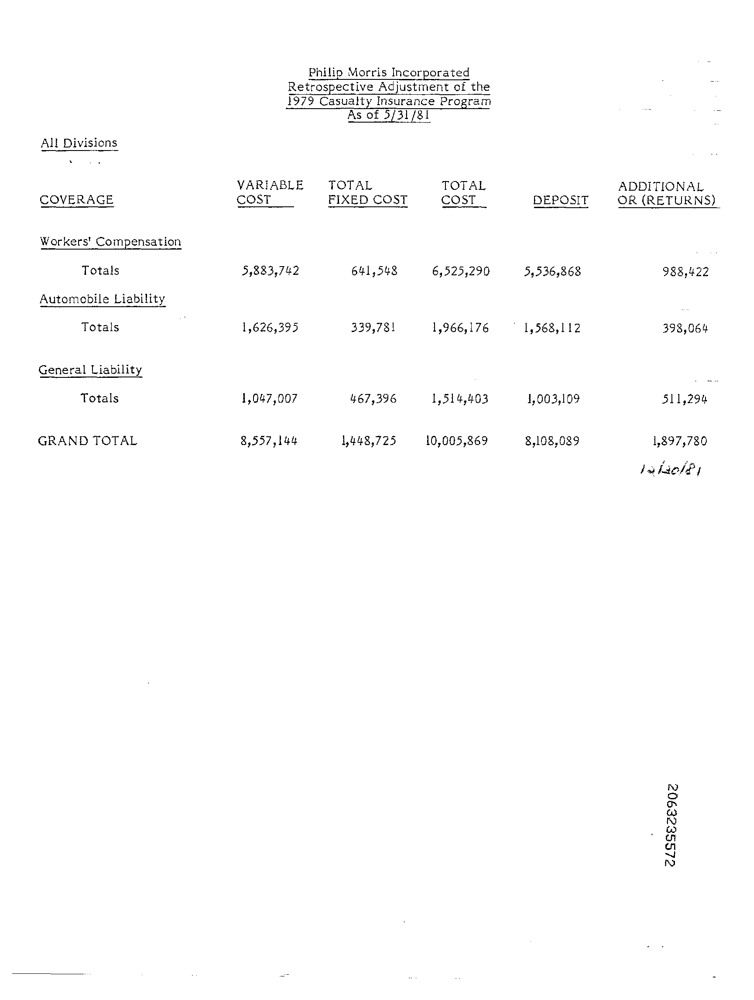 Philip Morris Incorporated
Retrospective Adjustment of the
1979 Casualty Insurance Program
As of 5/31/81
All Divisions
VARIABLE TOTAL TOTAL ADDITIONAL
COVERAGE COST FIXED COST COST DEPOSIT OR (RETURNS)
Workers' Compensation
Totals 5,883,742 641,548 6,525,290 5,536,868 988,422
Automobile Liability
Totals 1,626,395 339,781 1,966,176 1,568,112 398,064
General Liability
Totals 1,047,007 467,396 1,514,403 1,003,109 511,294
GRAND TOTAL 8,557,144 1,448,725 10,005,869 8,108,089 1,897,780
2063235572